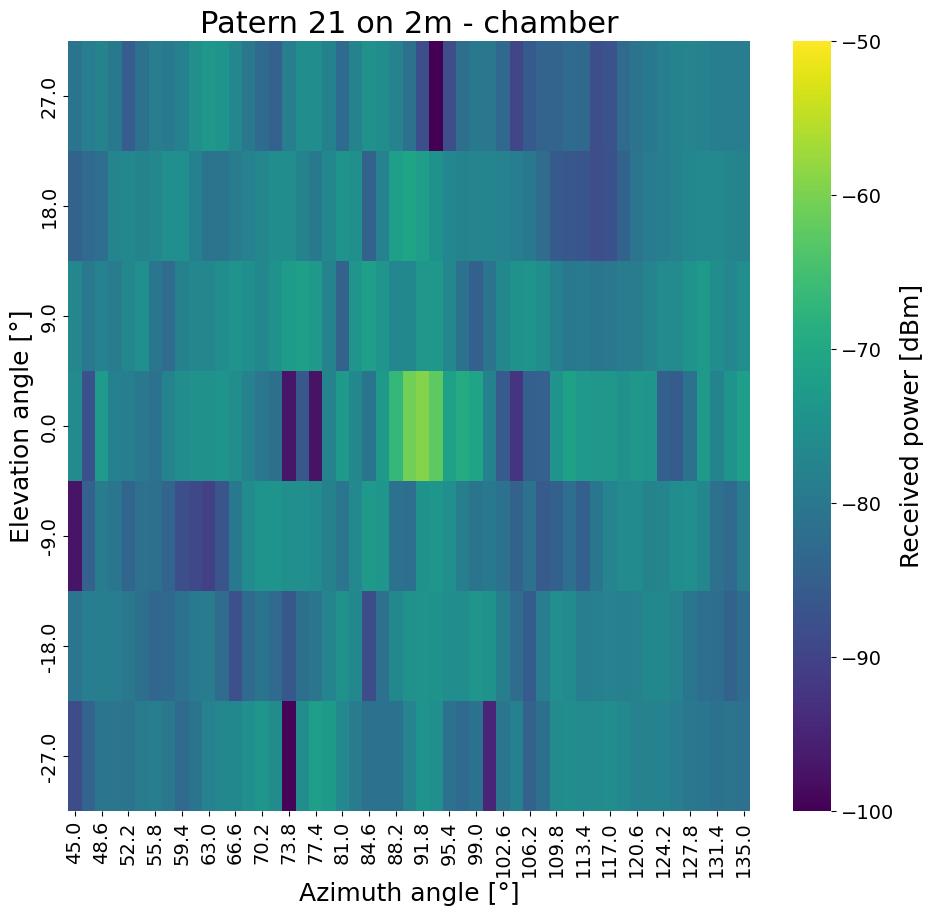 Patern 21 on 2m - chamber
Elevation angle [°]
27.0
18.0
9.0
0.0
-9.0
-18.0
-27.0
45.0 48.6 52.2 55.8 59.4 63.0 66.6 70.2 73.8 77.4 81.0 84.6 88.2 91.8 95.4 99.0 102.6 106.2 109.8 113.4 117.0 120.6 124.2 127.8 131.4 135.0
Azimuth angle [°]
−50
−60
−70
−80
−90
−100
Received power [dBm]